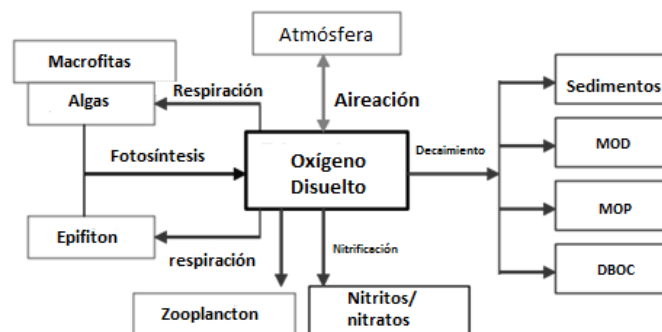 Atmósfera
Macrofitas
Algas
Respiración
Aireación
Sedimentos
Fotosíntesis
Oxígeno
Disuelto
Decaimiento
MOD
MOP
Epifiton
respiración
Nitrificación
DBOC
Zooplancton
Nitritos/
nitratos